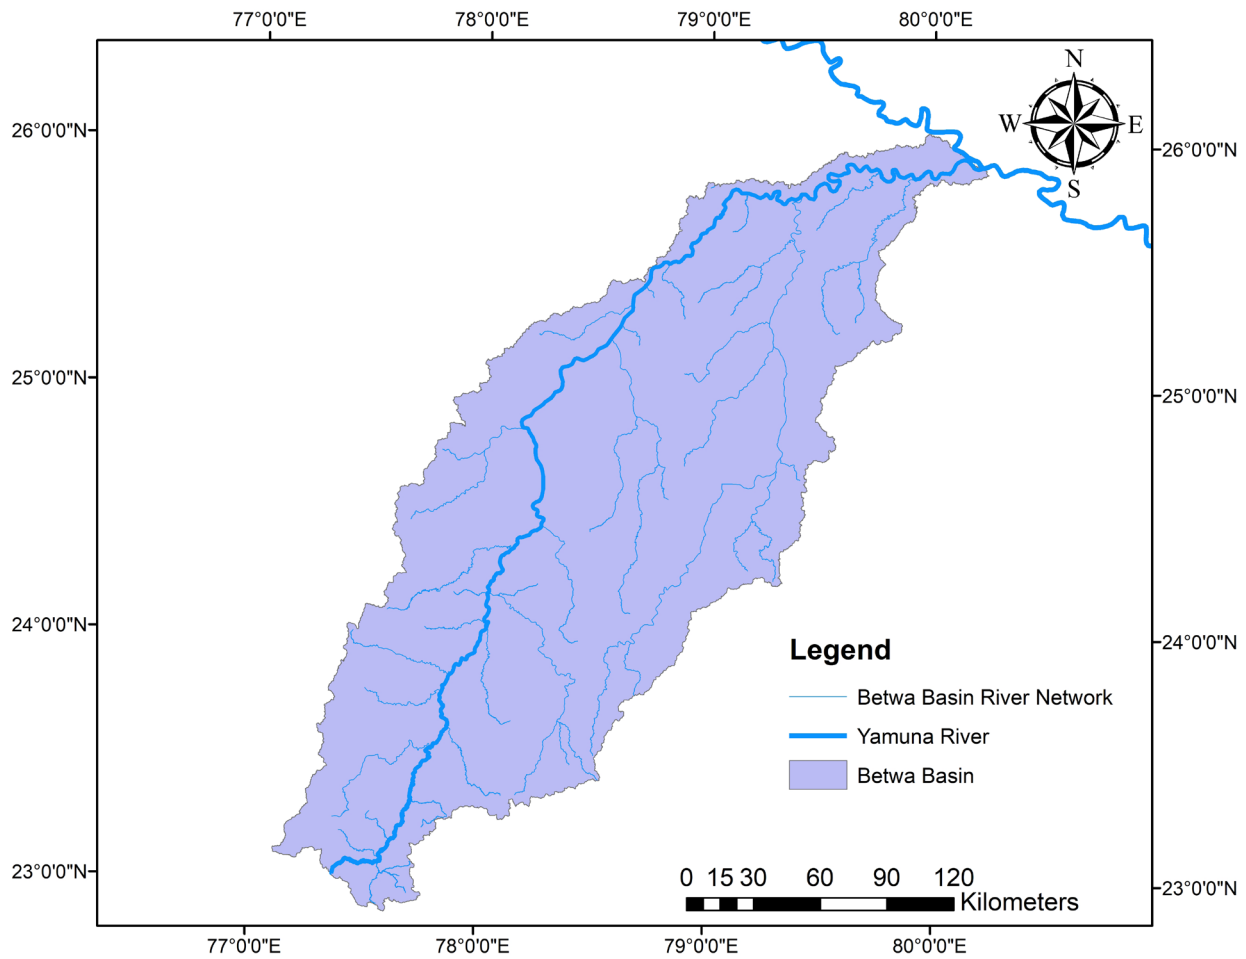 77°0'0"E 78°0'0"E 79°0'0"E 80°0'0"E
N
W E
S
26°0'0"N 26°0'0"N
25°0'0"N 25°0'0"N
24°0'0"N 24°0'0"N
Legend
Betwa Basin River Network
Yamuna River
Betwa Basin
23°0'0"N 23°0'0"N
0 15 30 60 90 120
Kilometers
77°0'0"E 78°0'0"E 79°0'0"E 80°0'0"E